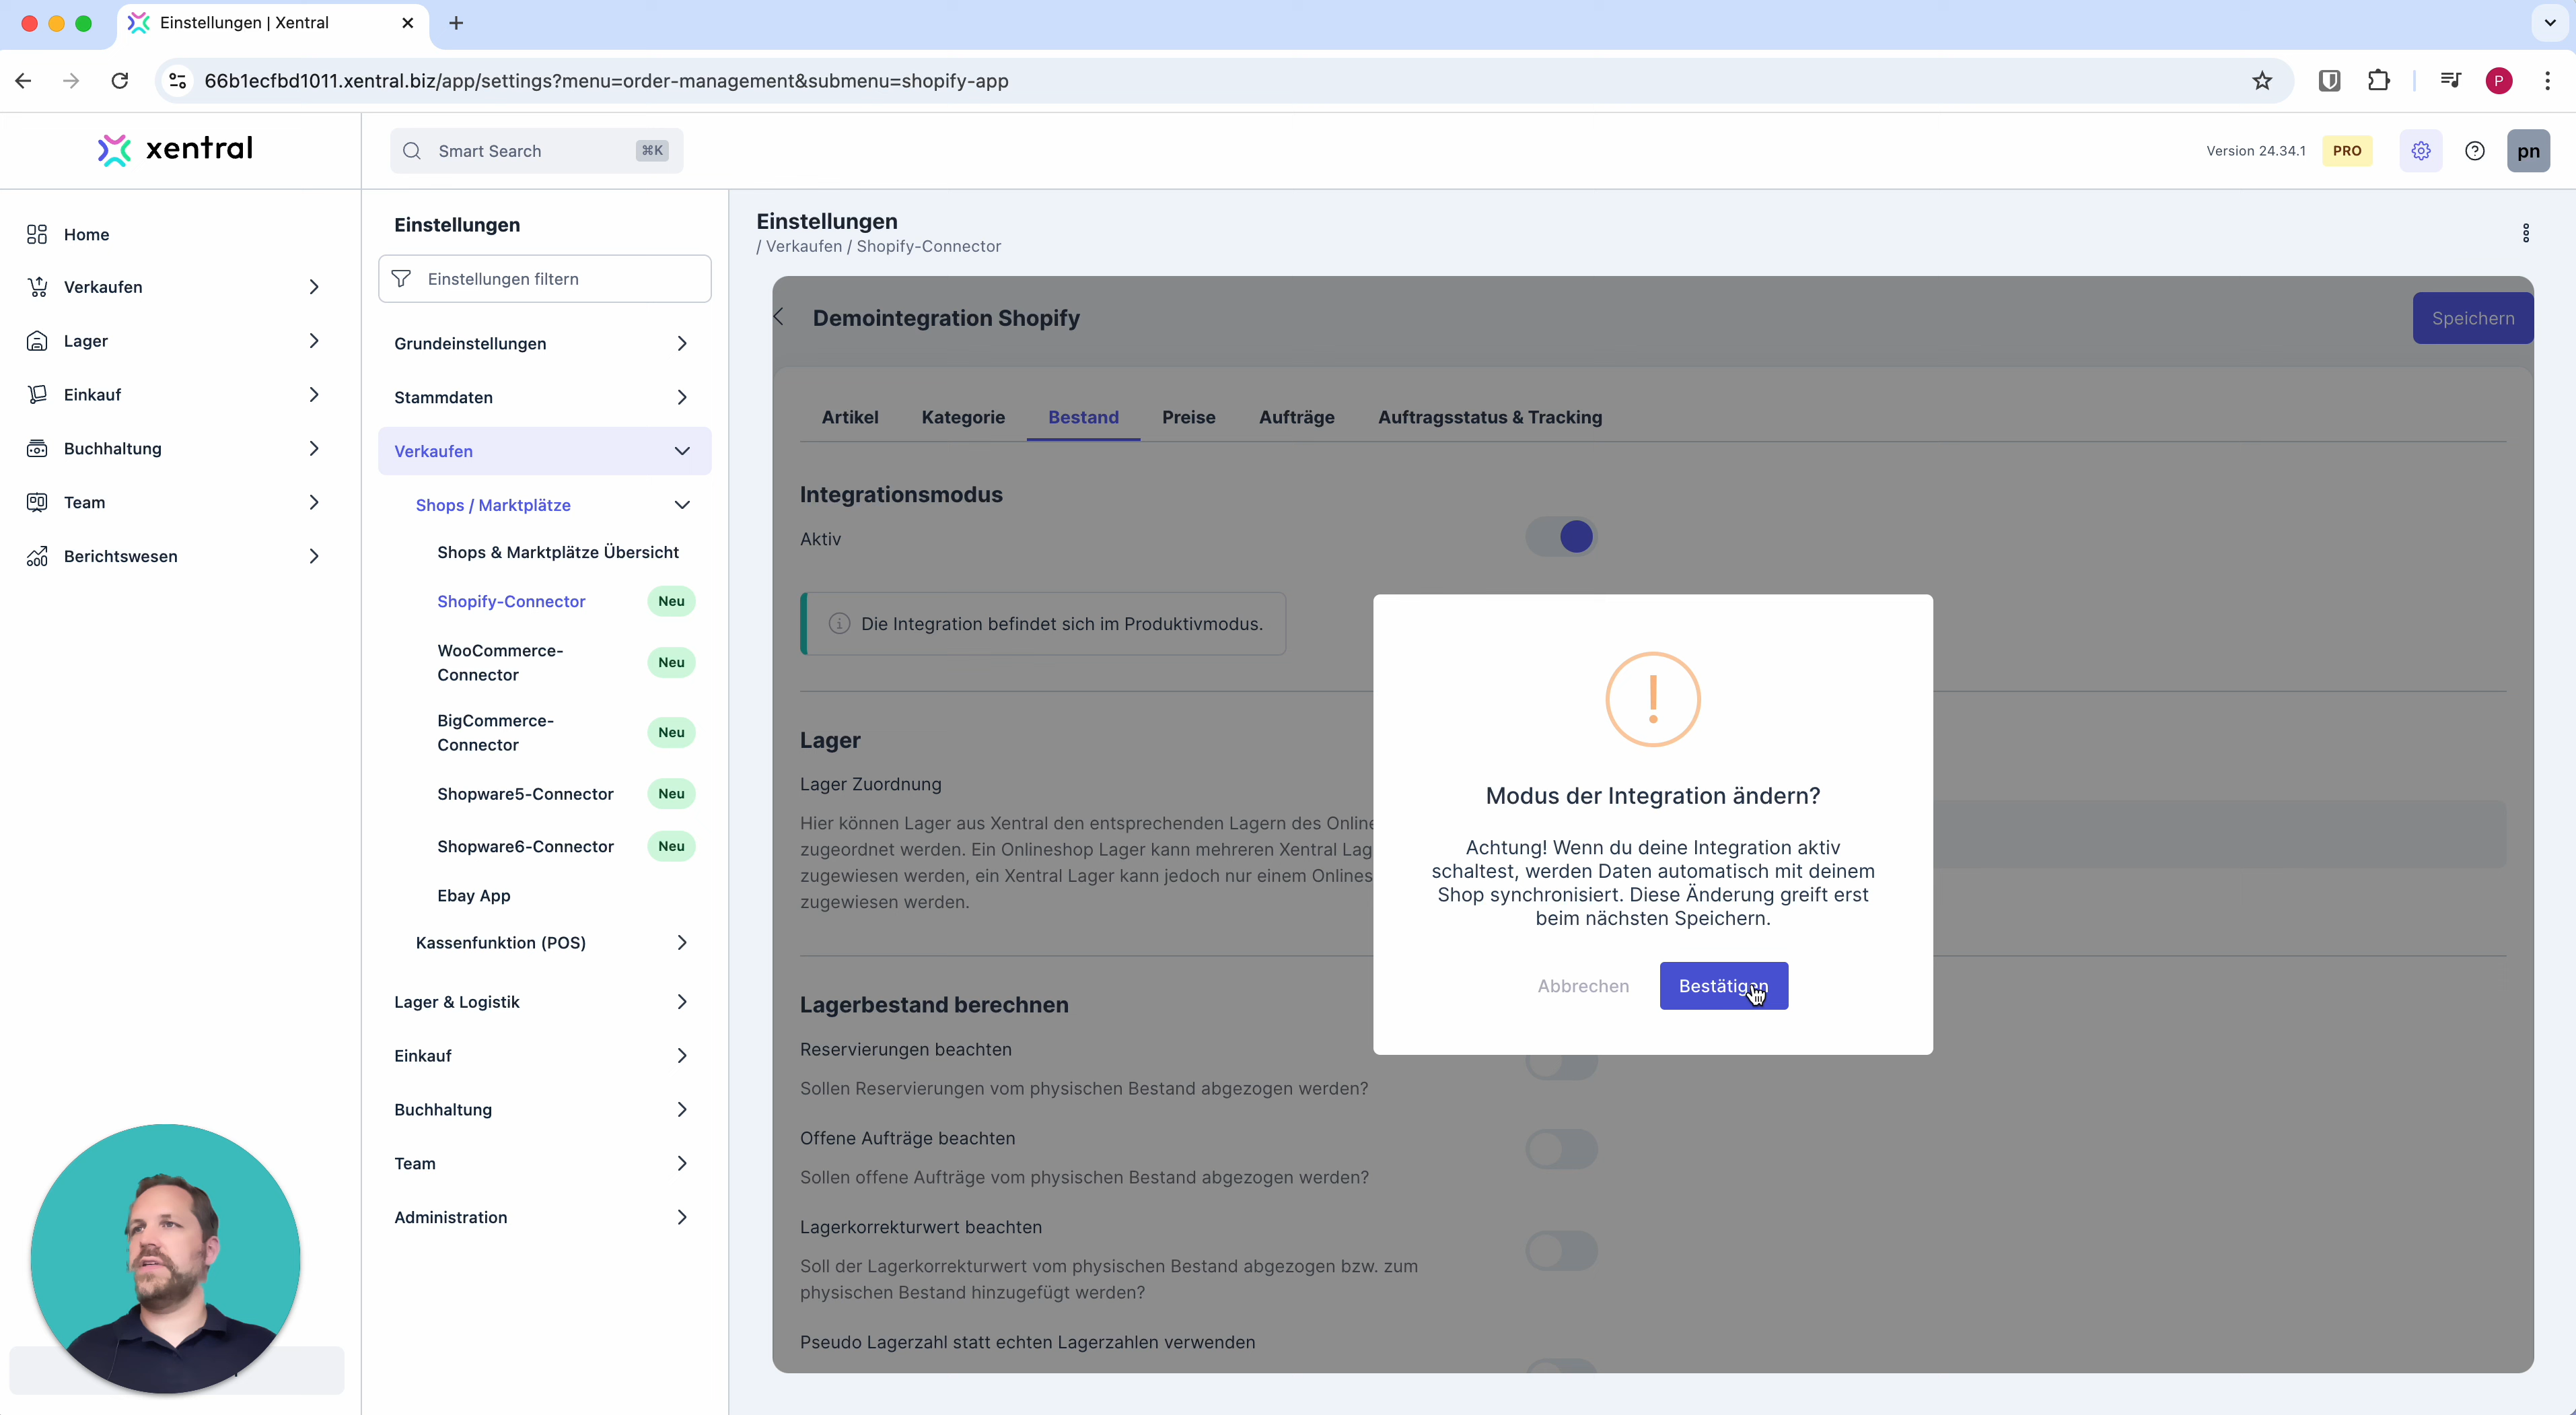 Einstellungen | Xentral
66b1ecfbd1011.xentral.biz/app/settings?menu=order-management&submenu=shopify-app
P
xentral
Smart Search
⌘K
Version 24.34.1
PRO
pn
Home
Verkaufen
Lager
Einkauf
Buchhaltung
Team
Berichtswesen
Einstellungen
Einstellungen filtern
Grundeinstellungen
Stammdaten
Verkaufen
Shops / Marktplätze
Shops & Marktplätze Übersicht
Shopify-Connector
Neu
WooCommerce-
Connector
Neu
BigCommerce-
Connector
Neu
Shopware5-Connector
Neu
Shopware6-Connector
Neu
Ebay App
Kassenfunktion (POS)
Lager & Logistik
Einkauf
Buchhaltung
Team
Administration
Einstellungen
/ Verkaufen / Shopify-Connector
Demointegration Shopify
Speichern
Artikel
Kategorie
Bestand
Preise
Aufträge
Auftragsstatus & Tracking
Integrationsmodus
Aktiv
Die Integration befindet sich im Produktivmodus.
Lager
Lager Zuordnung
Hier können Lager aus Xentral den entsprechenden Lagern des
zugeordnet werden. Ein Onlineshop Lager kann mehreren Xentral
zugewiesen werden, ein Xentral Lager kann jedoch nur einem
zugewiesen werden.
Lagerbestand berechnen
Reservierungen beachten
Sollen Reservierungen vom physischen Bestand abgezogen werden?
Offene Aufträge beachten
Sollen offene Aufträge vom physischen Bestand abgezogen werden?
Lagerkorrekturwert beachten
Soll der Lagerkorrekturwert vom physischen Bestand abgezogen bzw. zum
physischen Bestand hinzugefügt werden?
Pseudo Lagerzahl statt echten Lagerzahlen verwenden
Modus der Integration ändern?
Achtung! Wenn du deine Integration aktiv
schaltest, werden Daten automatisch mit deinem
Shop synchronisiert. Diese Änderung greift erst
beim nächsten Speichern.
Abbrechen
Bestätigen